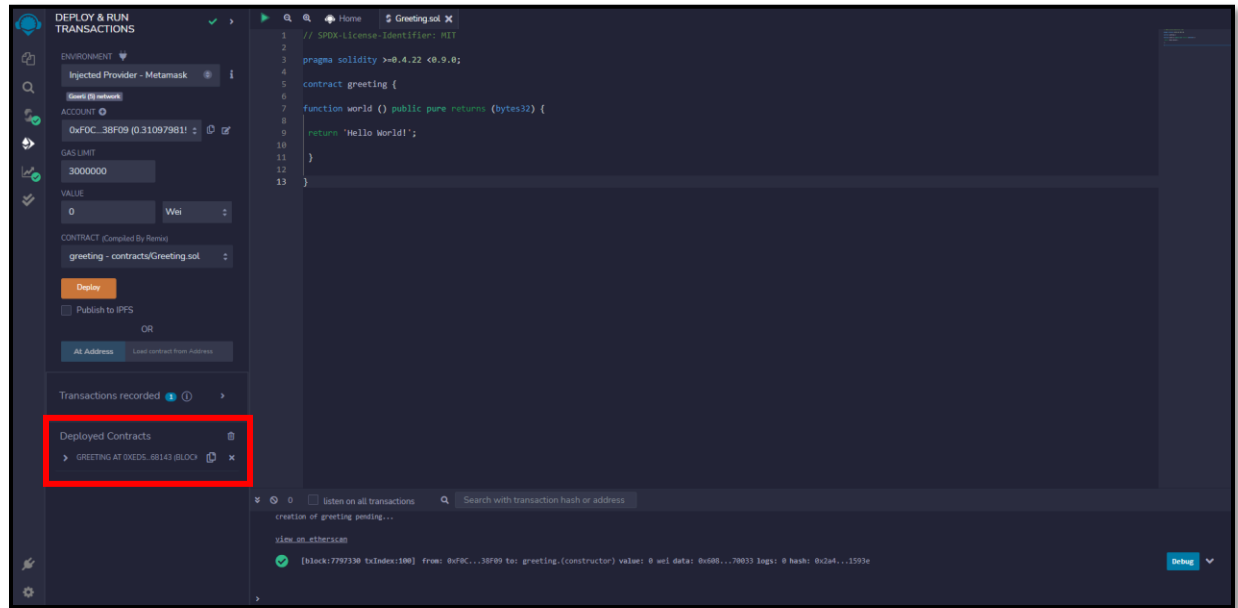 DEPLOY & RUN
TRANSACTIONS
ENVIRONMENT
Injected Provider - Metamask
i
Goerli (5) network
ACCOUNT
0xF0C...38F09 (0.31097981!
GAS LIMIT
3000000
VALUE
0
Wei
CONTRACT (Compiled By Remix)
greeting - contracts/Greeting.sol
Deploy
Publish to IPFS
OR
At Address
Load contract from Address
Transactions recorded 1 i
Deployed Contracts
GREETING AT 0XED5...6B143 (BLOCK
Home
Greeting.sol
1 // SPDX-License-Identifier: MIT
2
3 pragma solidity >=0.4.22 <0.9.0;
4
5 contract greeting {
6
7 function world () public pure returns (bytes32) {
8
9 return 'Hello World!';
10
11 }
12
13 }
0
listen on all transactions
Search with transaction hash or address
creation of greeting pending...
view on etherscan
[block:7797330 txIndex:100] from: 0xF0C...38F09 to: greeting.(constructor) value: 0 wei data: 0x608...70033 logs: 0 hash: 0x2a4...1593e
Debug
>